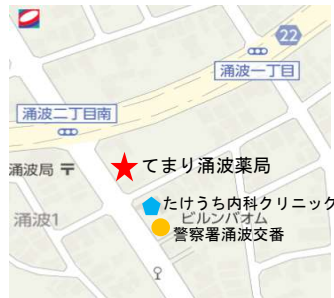 22
涌波一丁目
涌波二丁目南
てまり涌波薬局
涌波局 〒
たけうち内科クリニック
ビルンバオム
涌波1
警察署涌波交番